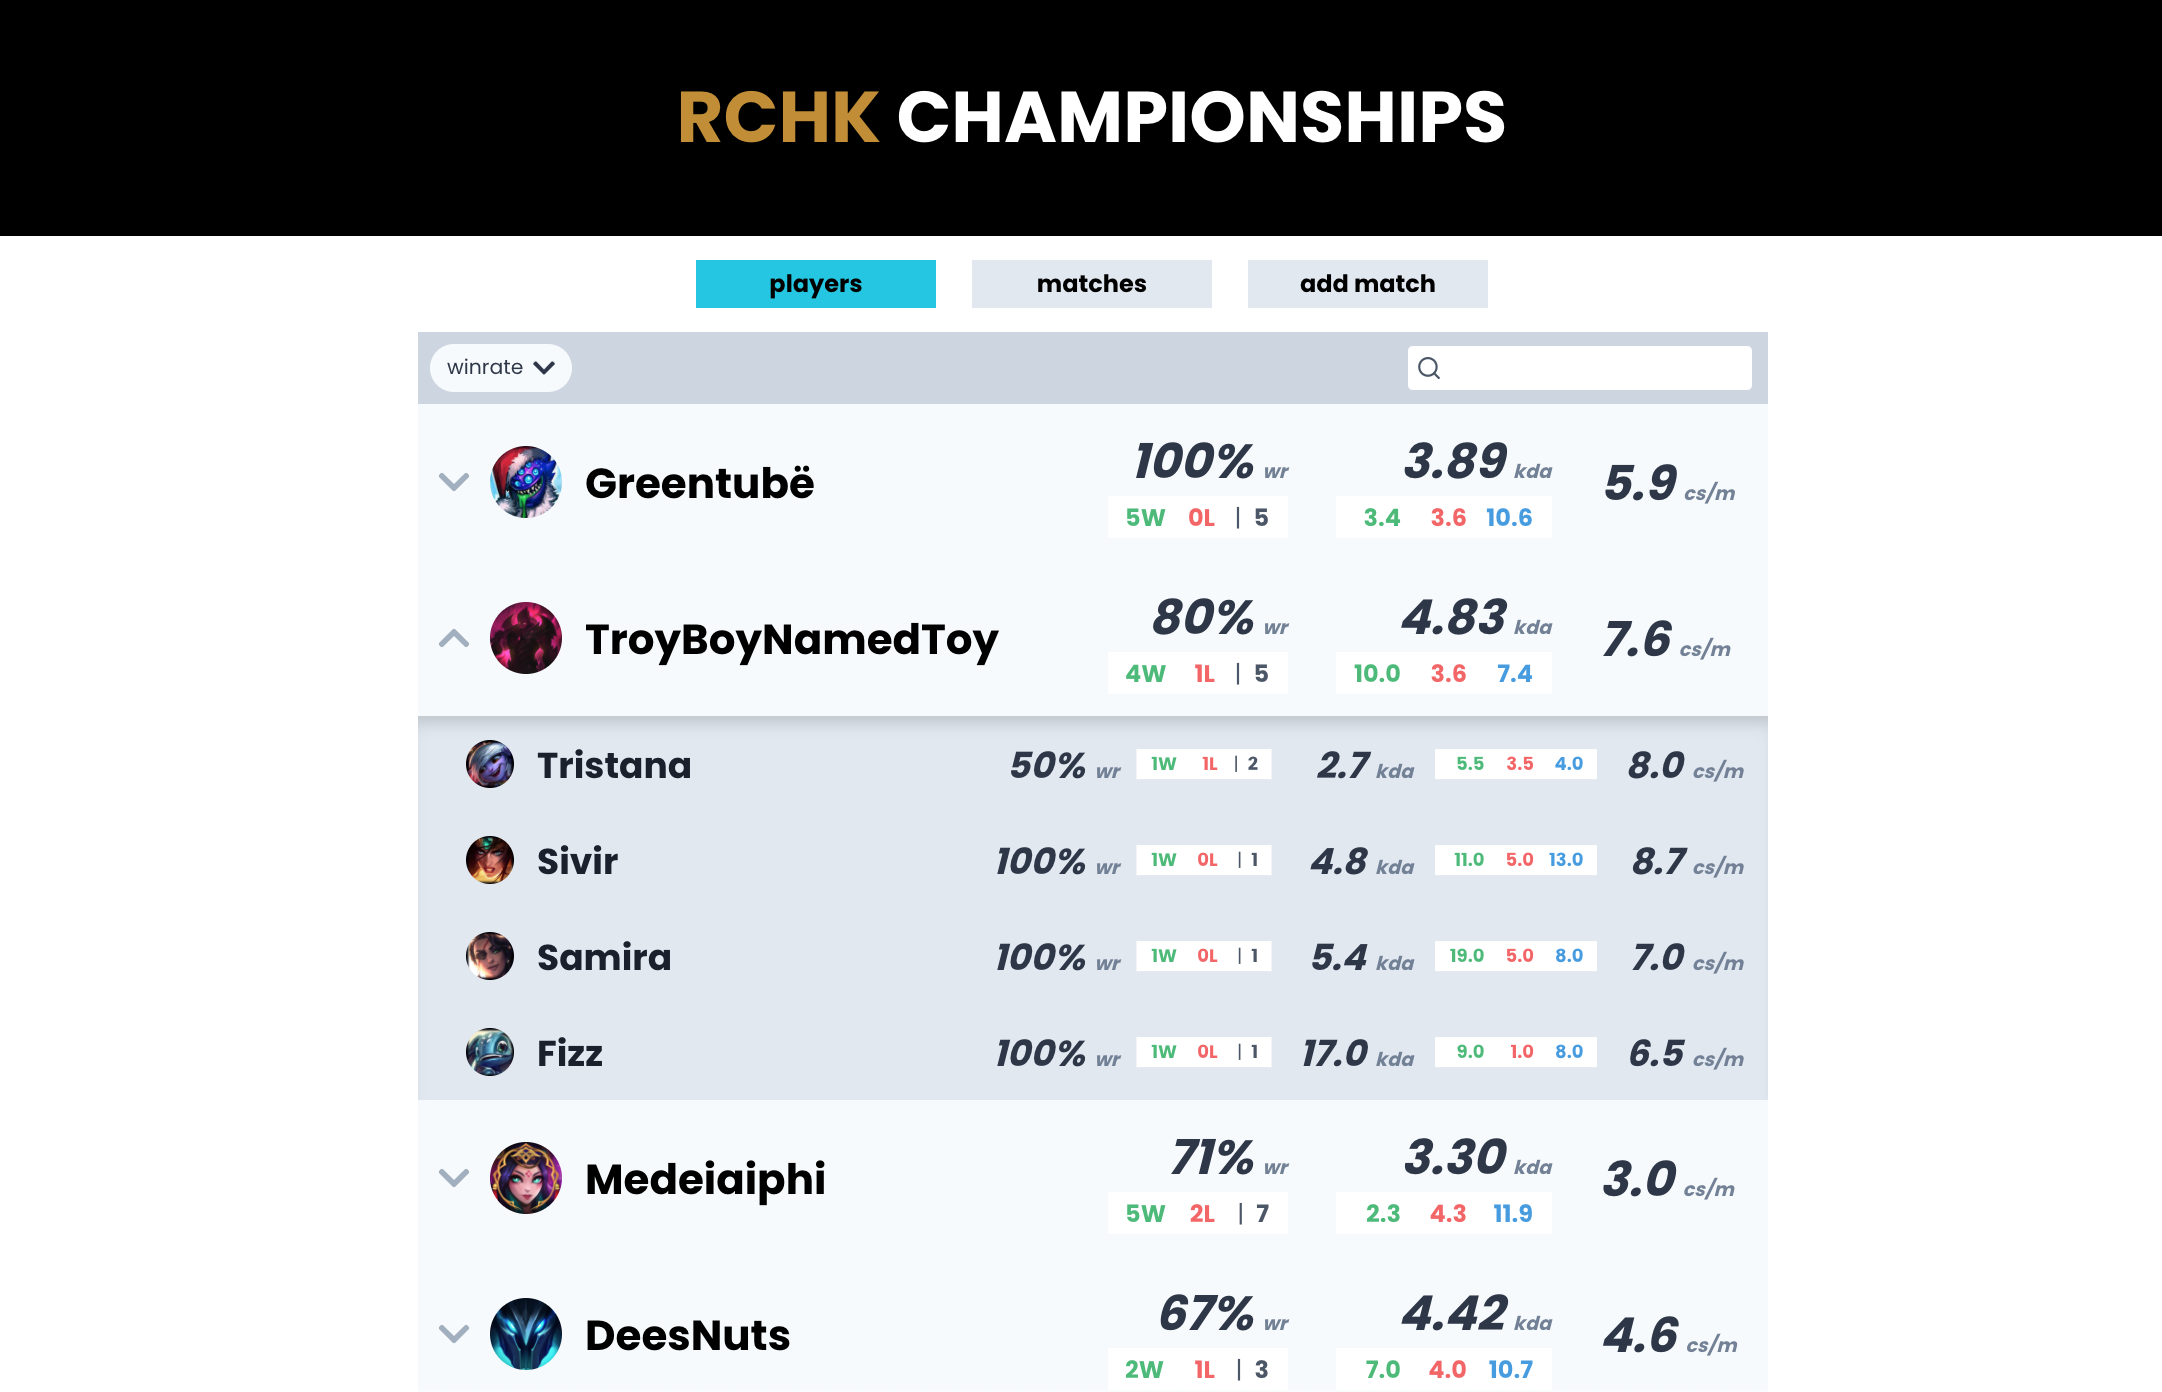 RCHK CHAMPIONSHIPS
players matches add match
winrate
Greentubë 100% wr 3.89 kda 5.9 cs/m
5W 0L | 5 3.4 3.6 10.6
TroyBoyNamedToy 80% wr 4.83 kda 7.6 cs/m
4W 1L | 5 10.0 3.6 7.4
Tristana 50% wr 1W 1L | 2 2.7 kda 5.5 3.5 4.0 8.0 cs/m
Sivir 100% wr 1W 0L | 1 4.8 kda 11.0 5.0 13.0 8.7 cs/m
Samira 100% wr 1W 0L | 1 5.4 kda 19.0 5.0 8.0 7.0 cs/m
Fizz 100% wr 1W 0L | 1 17.0 kda 9.0 1.0 8.0 6.5 cs/m
Medeiaiphi 71% wr 3.30 kda 3.0 cs/m
5W 2L | 7 2.3 4.3 11.9
DeesNuts 67% wr 4.42 kda 4.6 cs/m
2W 1L | 3 7.0 4.0 10.7